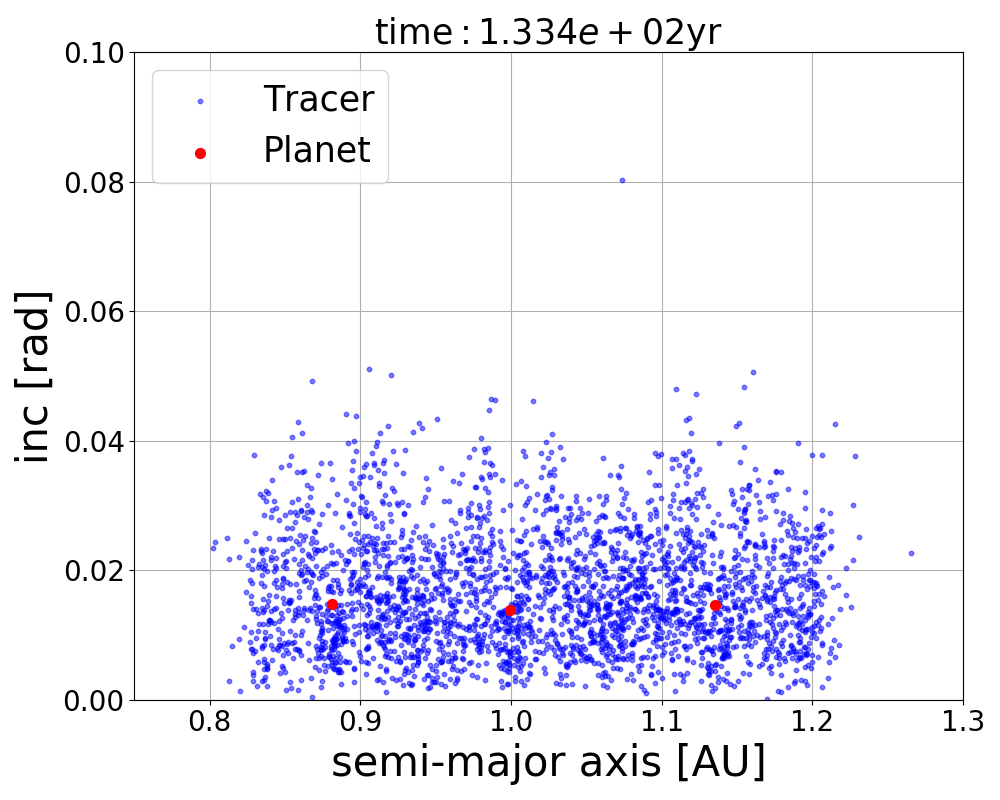 time : 1.334e + 02yr
0.10
0.08
0.06
0.04
0.02
0.00
inc [rad]
Tracer
Planet
0.8 0.9 1.0 1.1 1.2 1.3
semi-major axis [AU]